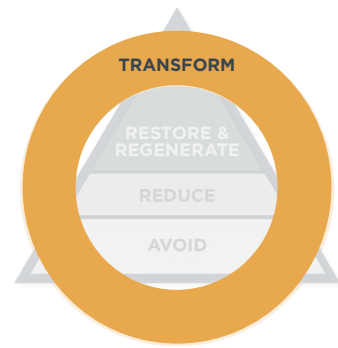 TRANSFORM
RESTORE &
REGENERATE
REDUCE
AVOID